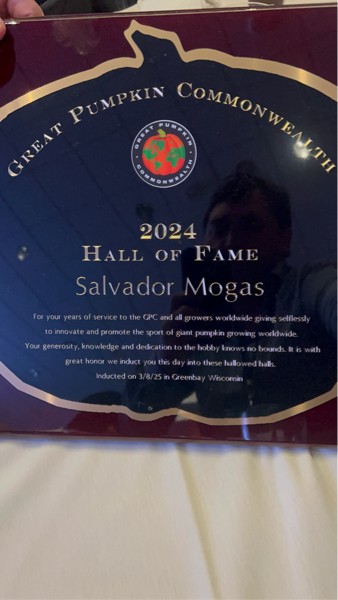 GREAT PUMPKIN COMMONWEALTH
GREAT PUMPKIN
COMMONWEALTH
2024
HALL OF FAME
Salvador Mogas
For your years of service to the GPC and all growers worldwide giving selflessly
to innovate and promote the sport of giant pumpkin growing worldwide.
Your generosity, knowledge and dedication to the hobby knows no bounds. It is with
great honor we induct you this day into these hallowed halls.
Inducted on 3/8/25 in Greenbay Wisconsin